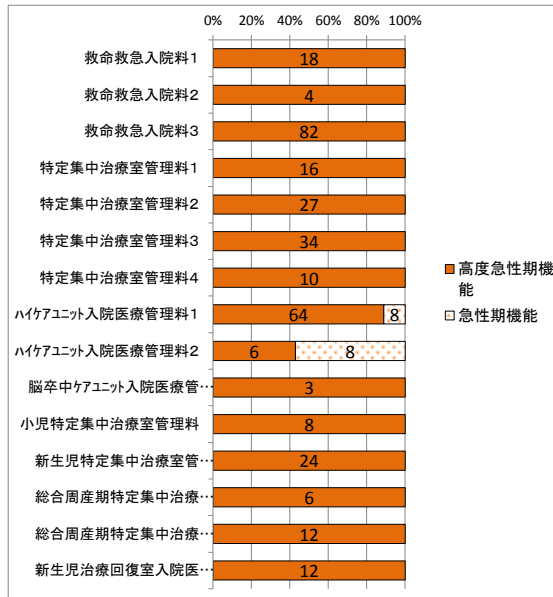 0% 20% 40% 60% 80% 100%
救命救急入院料1 18
救命救急入院料2 4
救命救急入院料3 82
特定集中治療室管理料1 16
特定集中治療室管理料2 27
特定集中治療室管理料3 34
特定集中治療室管理料4 10
ﾊｲｹｱﾕﾆｯﾄ入院医療管理料1 64 8
ﾊｲｹｱﾕﾆｯﾄ入院医療管理料2 6 8
脳卒中ｹｱﾕﾆｯﾄ入院医療管… 3
小児特定集中治療室管理料 8
新生児特定集中治療室管… 24
総合周産期特定集中治療… 6
総合周産期特定集中治療… 12
新生児治療回復室入院医… 12
高度急性期機
能
急性期機能